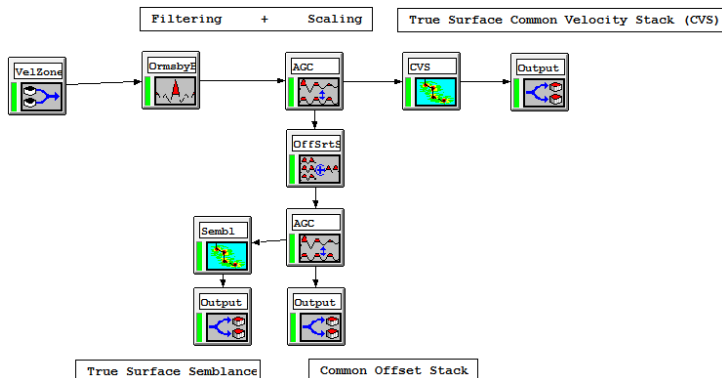 Filtering + Scaling
True Surface Common Velocity Stack (CVS)
VelZone
OrmsbyB
AGC
CVS
Output
OffSrtS
AGC
Sembl
Output
Output
True Surface Semblance
Common Offset Stack